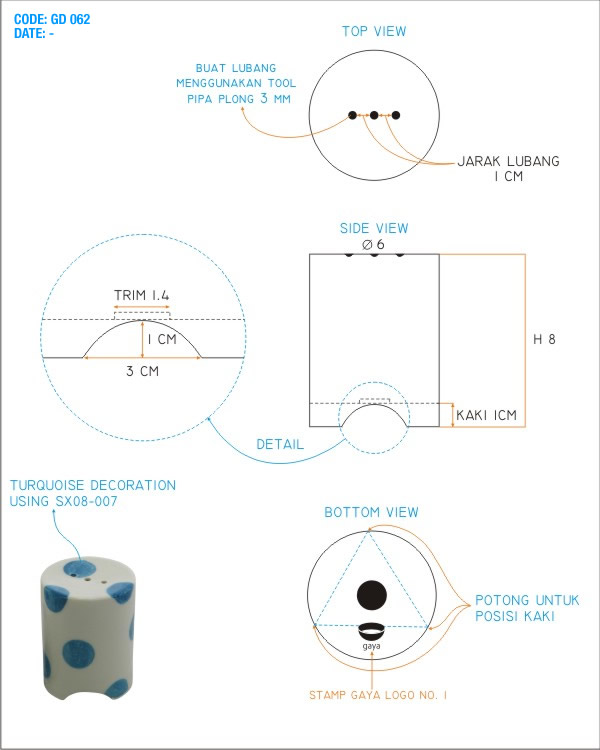 CODE: GD 062
DATE: -
TOP VIEW
BUAT LUBANG
MENGGUNAKAN TOOL
PIPA PLONG 3 MM
JARAK LUBANG
1 CM
SIDE VIEW
Ø 6
TRIM 1.4
1 CM
3 CM
H 8
KAKI 1CM
DETAIL
TURQUOISE DECORATION
USING SX08-007
BOTTOM VIEW
POTONG UNTUK
POSISI KAKI
gaya
STAMP GAYA LOGO NO. 1